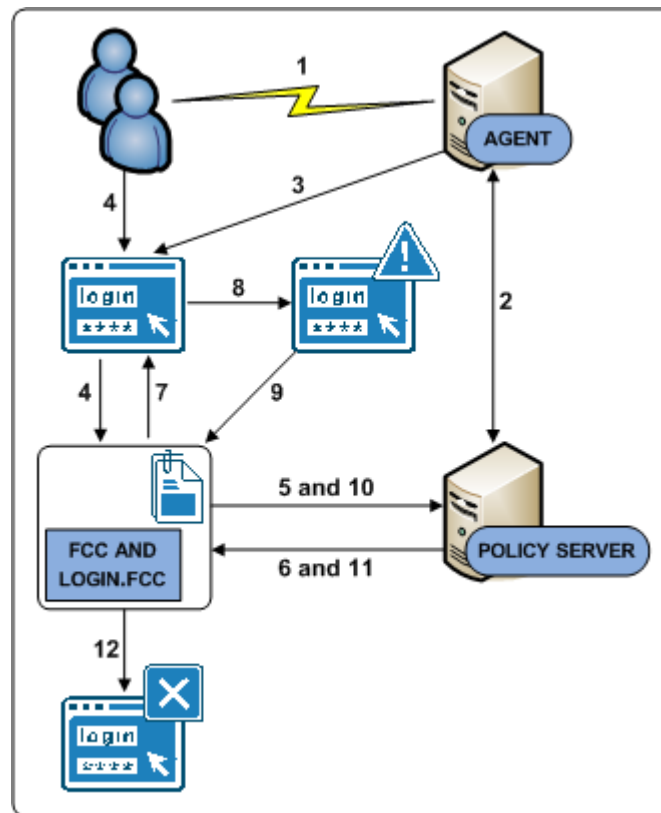 1
AGENT
3
4
login
****
8
login
****
!
2
4
7
9
5 and 10
FCC AND
LOGIN.FCC
POLICY SERVER
6 and 11
12
login
****